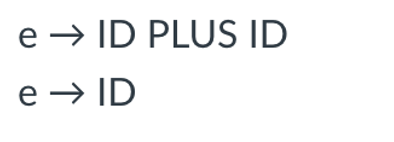 e → ID PLUS ID
e → ID